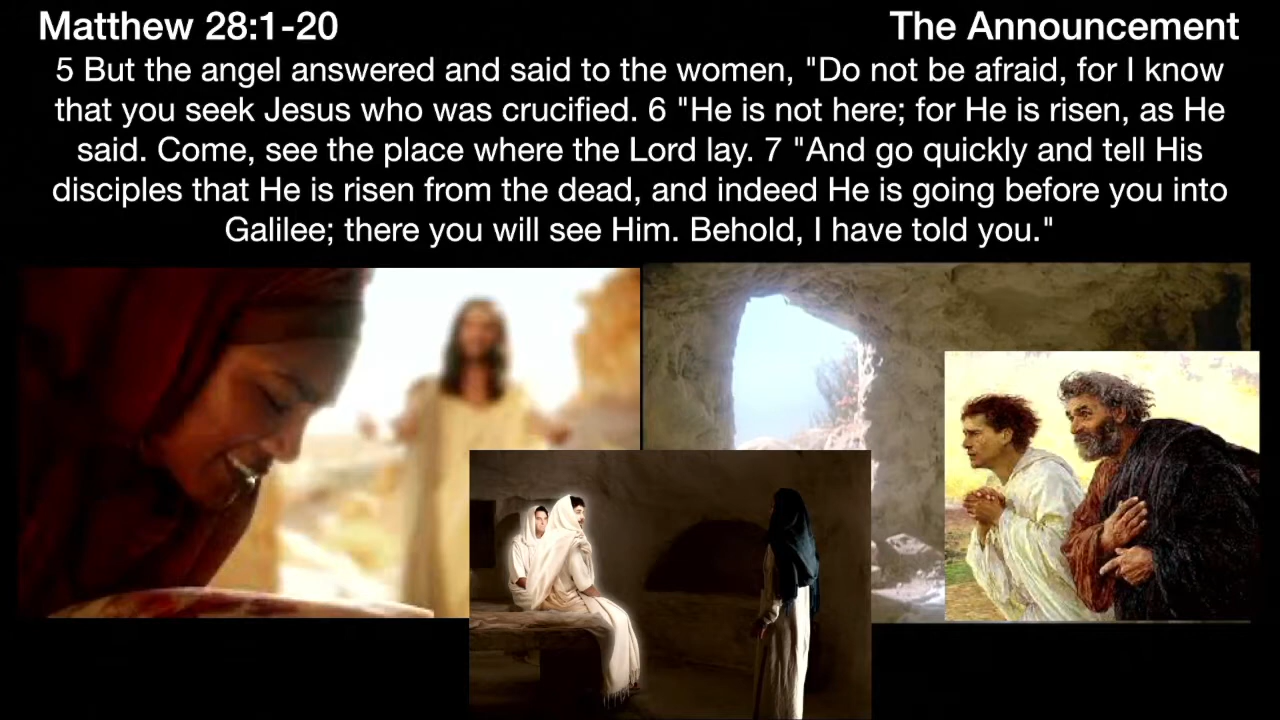 Matthew 28:1-20
The Announcement
5 But the angel answered and said to the women, "Do not be afraid, for I know
that you seek Jesus who was crucified. 6 "He is not here; for He is risen, as He
said. Come, see the place where the Lord lay. 7 "And go quickly and tell His
disciples that He is risen from the dead, and indeed He is going before you into
Galilee; there you will see Him. Behold, I have told you."